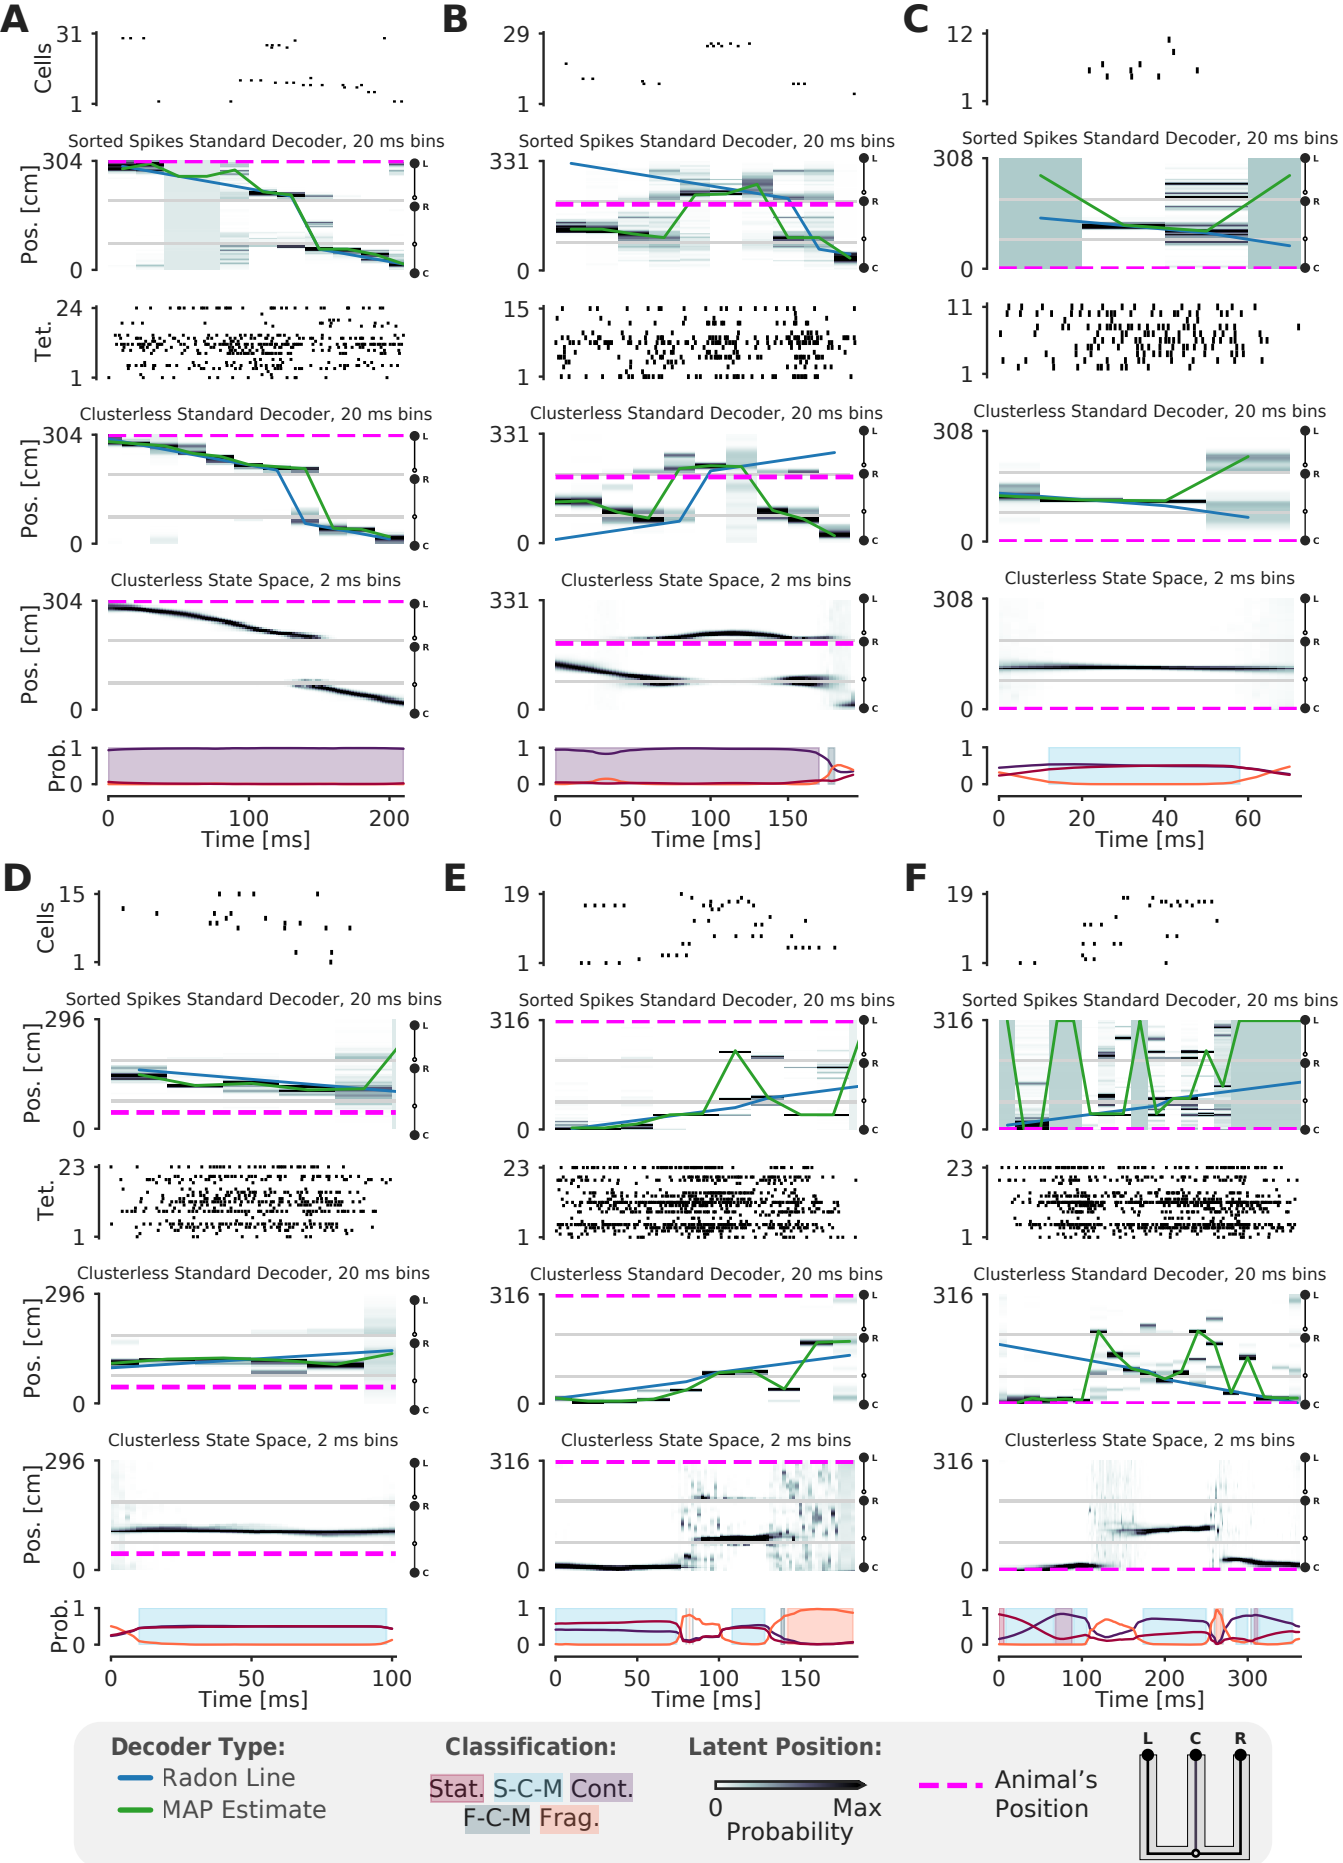 A B C
31 29 12
Cells
1 1 1
Sorted Spikes Standard Decoder, 20 ms bins Sorted Spikes Standard Decoder, 20 ms bins Sorted Spikes Standard Decoder, 20 ms bins
304 L 331 L 308 L
Pos. [cm] R R R
0 C 0 C 0 C
24 15 11
Tet.
1 1 1
Clusterless Standard Decoder, 20 ms bins Clusterless Standard Decoder, 20 ms bins Clusterless Standard Decoder, 20 ms bins
304 L 331 L 308 L
Pos. [cm] R R R
0 C 0 C 0 C
Clusterless State Space, 2 ms bins Clusterless State Space, 2 ms bins Clusterless State Space, 2 ms bins
304 L 331 L 308 L
Pos. [cm] R R R
0 C 0 C 0 C
Prob. 1 1 1
0 0 0
0 100 200 0 50 100 150 0 20 40 60
Time [ms] Time [ms] Time [ms]
D E F
15 19 19
Cells
1 1 1
Sorted Spikes Standard Decoder, 20 ms bins Sorted Spikes Standard Decoder, 20 ms bins Sorted Spikes Standard Decoder, 20 ms bins
296 L 316 L 316 L
Pos. [cm] R R R
0 C 0 C 0 C
23 23 23
Tet.
1 1 1
Clusterless Standard Decoder, 20 ms bins Clusterless Standard Decoder, 20 ms bins Clusterless Standard Decoder, 20 ms bins
296 L 316 L 316 L
Pos. [cm] R R R
0 C 0 C 0 C
Clusterless State Space, 2 ms bins Clusterless State Space, 2 ms bins Clusterless State Space, 2 ms bins
296 L 316 L 316 L
Pos. [cm] R R R
0 C 0 C 0 C
Prob. 1 1 1
0 0 0
0 50 100 0 50 100 150 0 100 200 300
Time [ms] Time [ms] Time [ms]
Decoder Type: Classification: Latent Position: L C R
Radon Line Stat. S-C-M Cont. Animal's
MAP Estimate F-C-M Frag. 0 Max Position
Probability